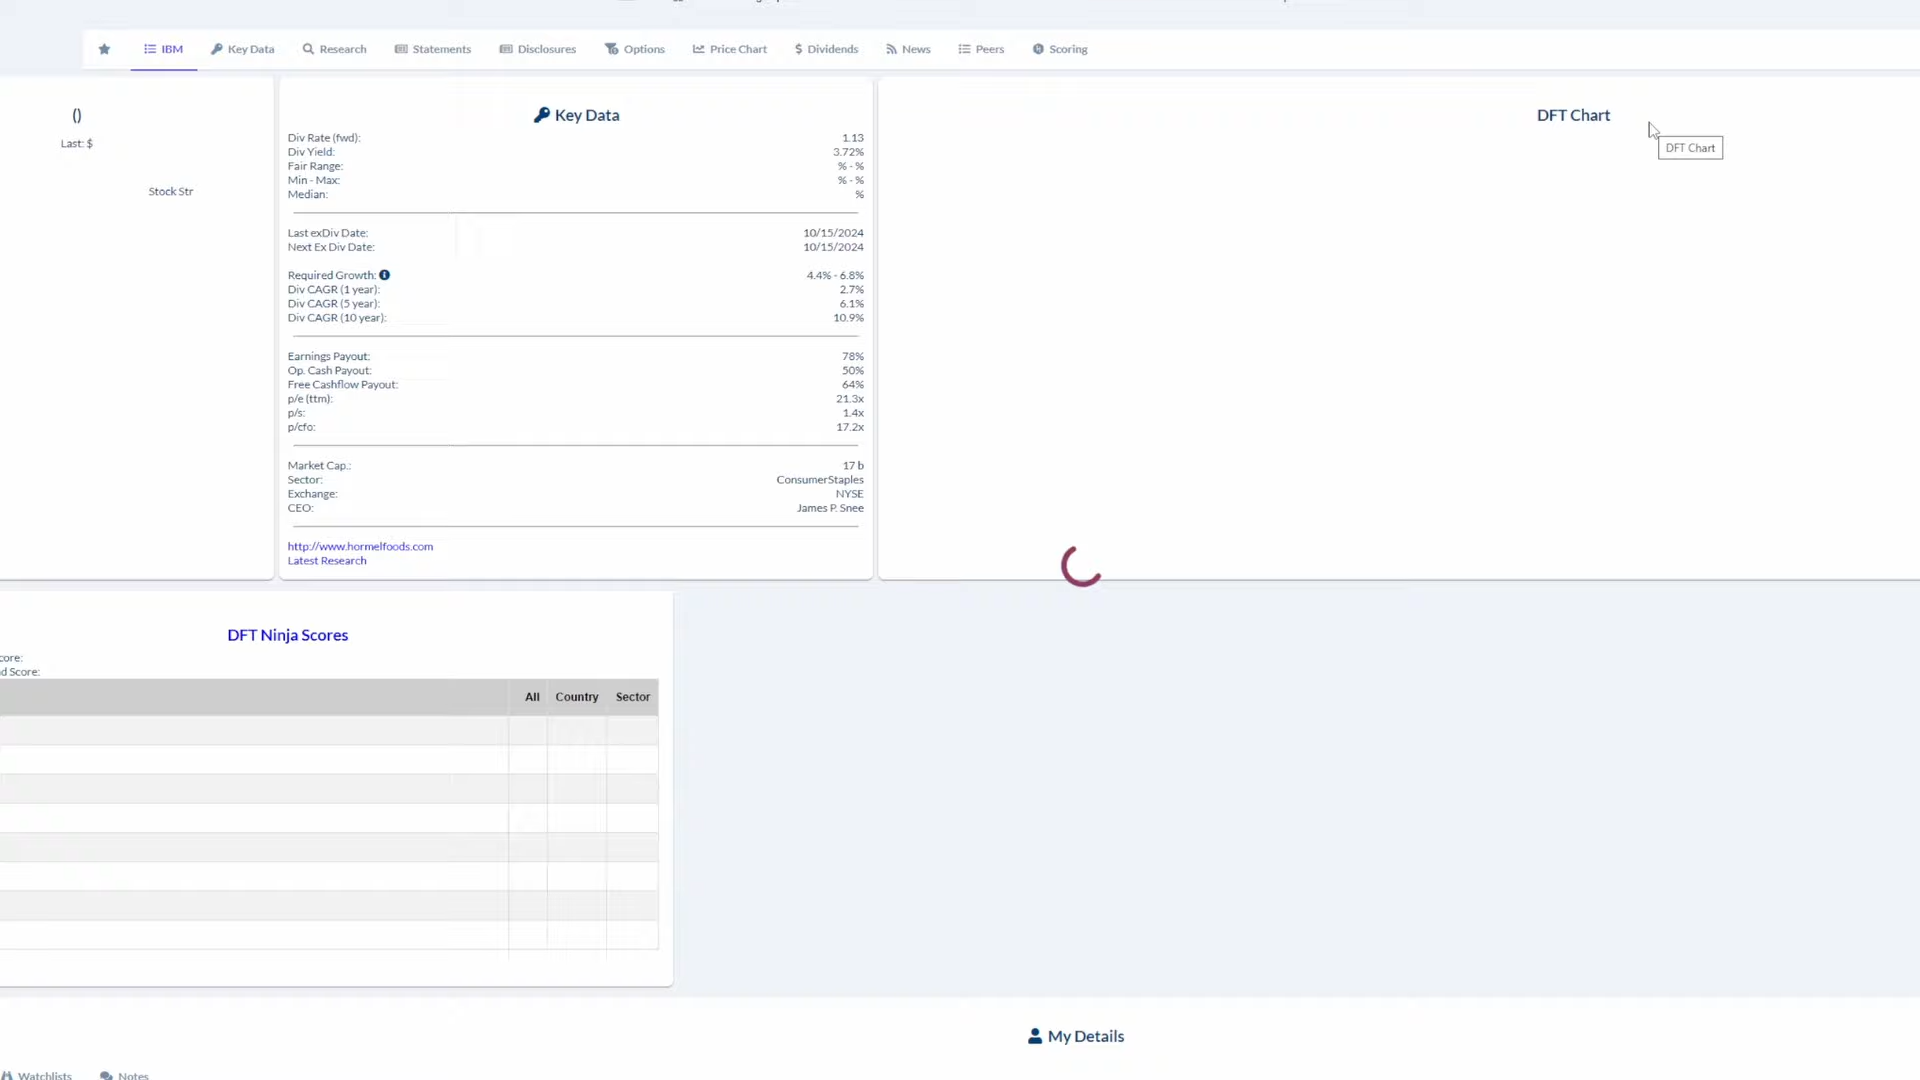 IBM Key Data Research Statements Disclosures Options Price Chart $ Dividends News Peers Scoring
()
Last: $
Stock Str
Key Data
Div Rate (fwd): 1.13
Div Yield: 3.72%
Fair Range: % - %
Min - Max: % - %
Median: %
Last exDiv Date: 10/15/2024
Next Ex Div Date: 10/15/2024
Required Growth: 4.4% - 6.8%
Div CAGR (1 year): 2.7%
Div CAGR (5 year): 6.1%
Div CAGR (10 year): 10.9%
Earnings Payout: 78%
Op. Cash Payout: 50%
Free Cashflow Payout: 64%
p/e (ttm): 21.3x
p/s: 1.4x
p/cfo: 17.2x
Market Cap.: 17 b
Sector: ConsumerStaples
Exchange: NYSE
CEO: James P. Snee
http://www.hormelfoods.com
Latest Research
DFT Chart
DFT Chart
DFT Ninja Scores
core:
d Score:
All Country Sector
My Details
Watchlists Notes